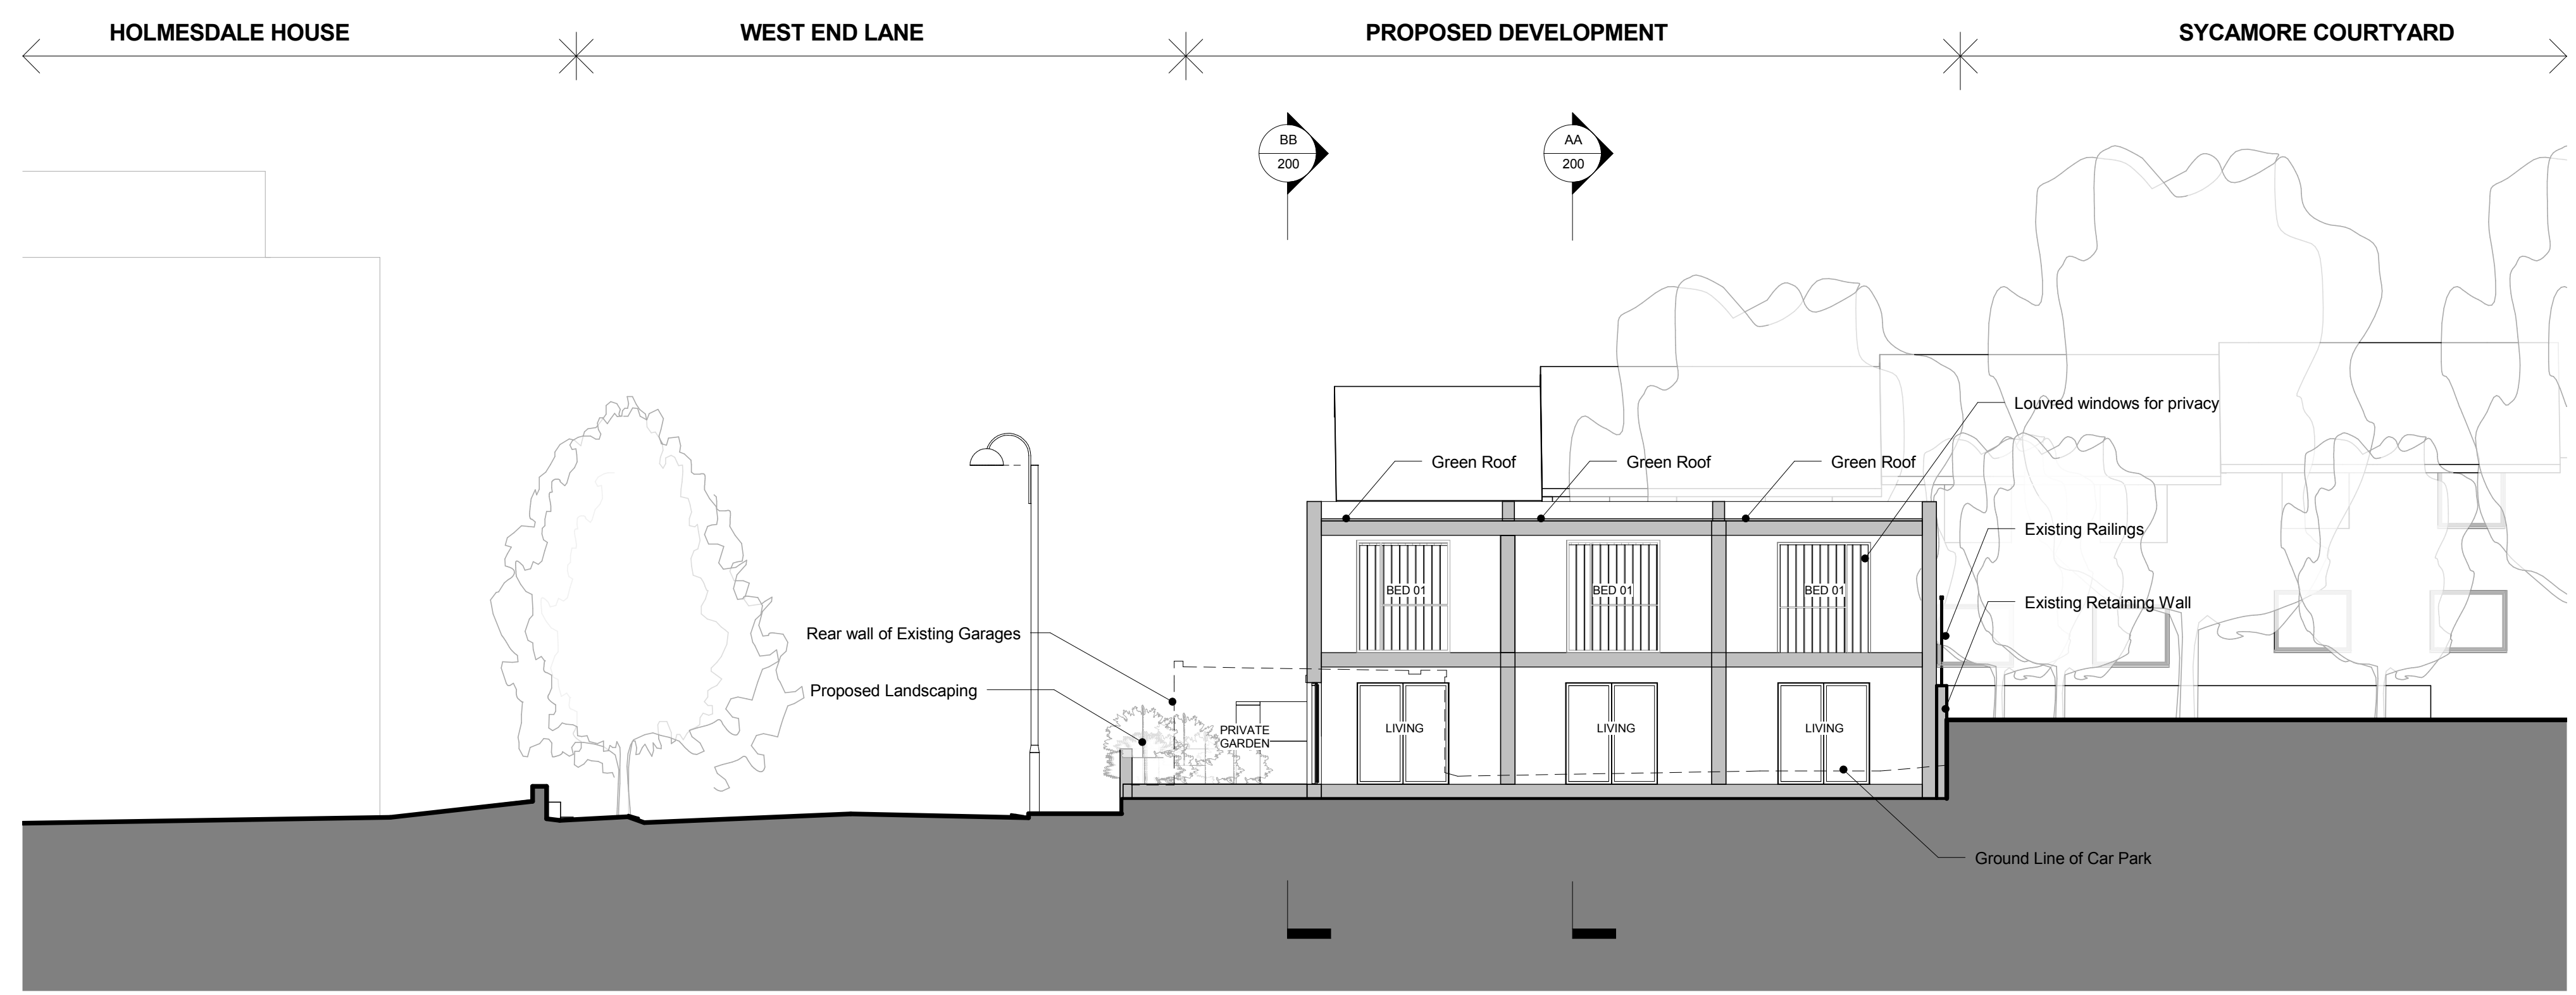 HOLMESDALE HOUSE
WEST END LANE
PROPOSED DEVELOPMENT
SYCAMORE COURTYARD
BB
200
AA
200
Louvred windows for privacy
Green Roof
Green Roof
Green Roof
Existing Railings
BED 01
BED 01
BED 01
Existing Retaining Wall
Rear wall of Existing Garages
Proposed Landscaping
PRIVATE
GARDEN
LIVING
LIVING
LIVING
Ground Line of Car Park